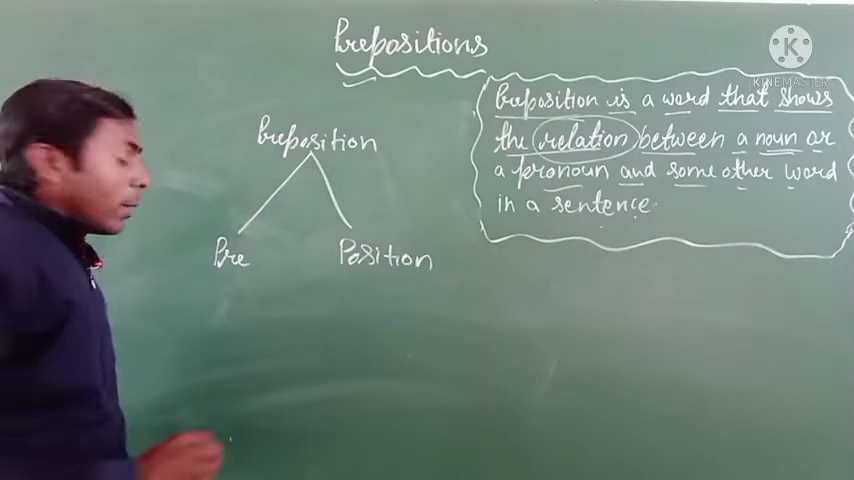 Prepositions
K
KINEMASTER
Preposition is a word that shows
the relation between a noun or
a pronoun and some other word
in a sentence.
Preposition
Pre Position